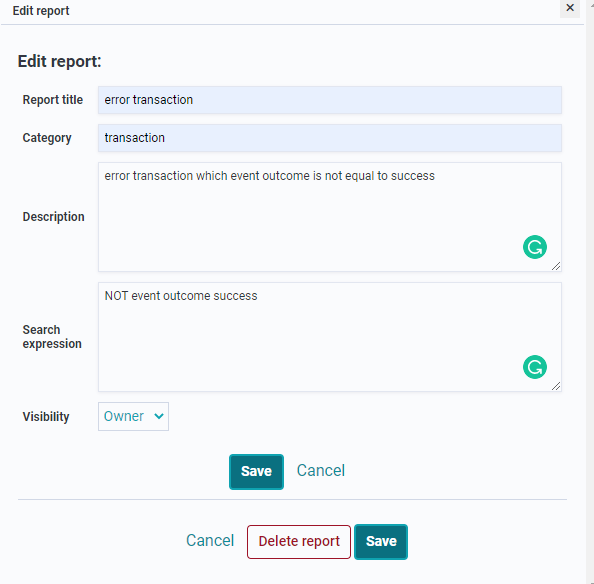 Edit report
Edit report:
Report title
error transaction
Category
transaction
Description
error transaction which event outcome is not equal to success
Search
expression
NOT event outcome success
Visibility
Owner
Save
Cancel
Cancel
Delete report
Save